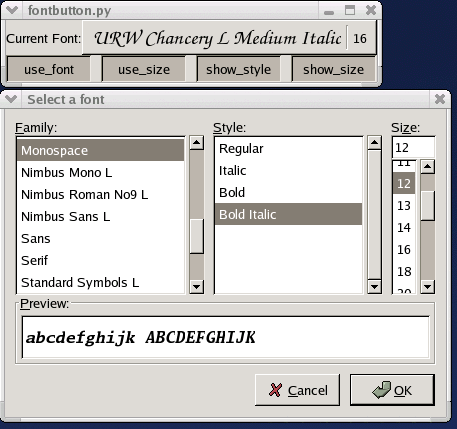 fontbutton.py
Current Font: URW Chancery L Medium Italic 16
use_font use_size show_style show_size
Select a font
Family:
Monospace
Nimbus Mono L
Nimbus Roman No9 L
Nimbus Sans L
Sans
Serif
Standard Symbols L
Style:
Regular
Italic
Bold
Bold Italic
Size:
12
11
12
13
14
16
18
20
Preview:
abcdefghijk ABCDEFGHIJK
Cancel
OK